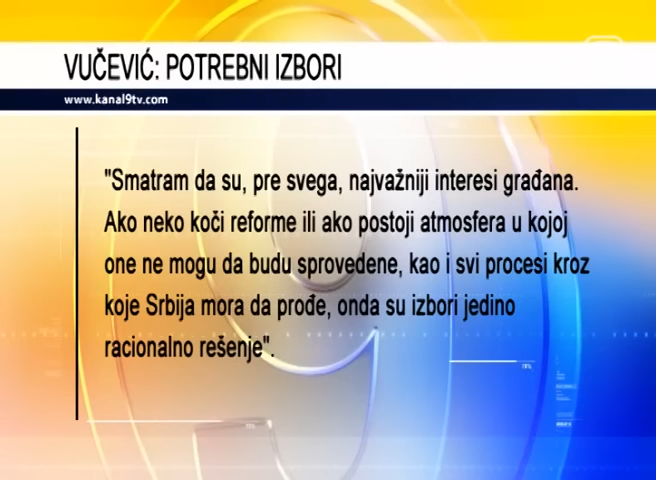 VUČEVIĆ: POTREBNI IZBORI
www.kanal9tv.com
"Smatram da su, pre svega, najvažniji interesi građana.
Ako neko koči reforme ili ako postoji atmosfera u kojoj
one ne mogu da budu sprovedene, kao i svi procesi kroz
koje Srbija mora da prođe, onda su izbori jedino
racionalno rešenje".